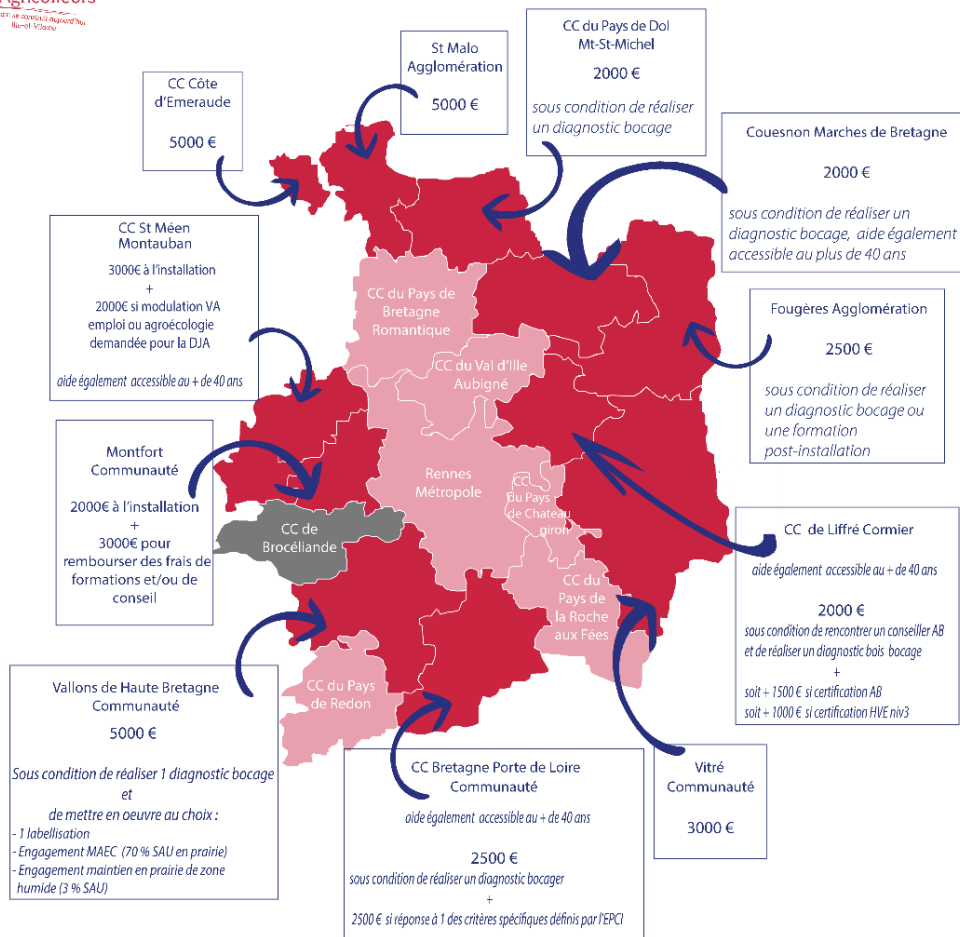 Agriculteurs
CC Côte
d'Emeraude
5000 €
St Malo
Agglomération
5000 €
CC du Pays de Dol
Mt-St-Michel
2000 €
sous condition de réaliser
un diagnostic bocage
Couesnon Marches de Bretagne
2000 €
sous condition de réaliser un
diagnostic bocage, aide également
accessible au plus de 40 ans
CC St Méen
Montauban
3000€ à l'installation
+
2000€ si modulation VA
emploi ou agroécologie
demandée pour la DJA
aide également accessible au + de 40 ans
Fougères Agglomération
2500 €
sous condition de réaliser
un diagnostic bocage ou
une formation
post-installation
Montfort
Communauté
2000€ à l'installation
+
3000€ pour
rembourser des frais de
formations et/ou de
conseil
CC du Pays de
Bretagne
Romantique
CC du Val d'Ille
Aubigné
Rennes
Métropole
CC
du Pays
de Chateau
giron
CC de
Brocéliande
CC du
Pays de
la Roche
aux Fées
CC du Pays
de Redon
CC de Liffré Cormier
aide également accessible au + de 40 ans
2000 €
sous condition de rencontrer un conseiller AB
et de réaliser un diagnostic bois bocage
+
soit + 1500 € si certification AB
soit + 1000 € si certification HVE niv3
Vallons de Haute Bretagne
Communauté
5000 €
Sous condition de réaliser 1 diagnostic bocage
et
de mettre en oeuvre au choix :
- 1 labellisation
- Engagement MAEC (70 % SAU en prairie)
- Engagement maintien en prairie de zone
humide (3 % SAU)
CC Bretagne Porte de Loire
Communauté
aide également accessible au + de 40 ans
2500 €
sous condition de réaliser un diagnostic bocager
+
2500 € si réponse à 1 des critères spécifiques définis par l'EPCI
Vitré
Communauté
3000 €